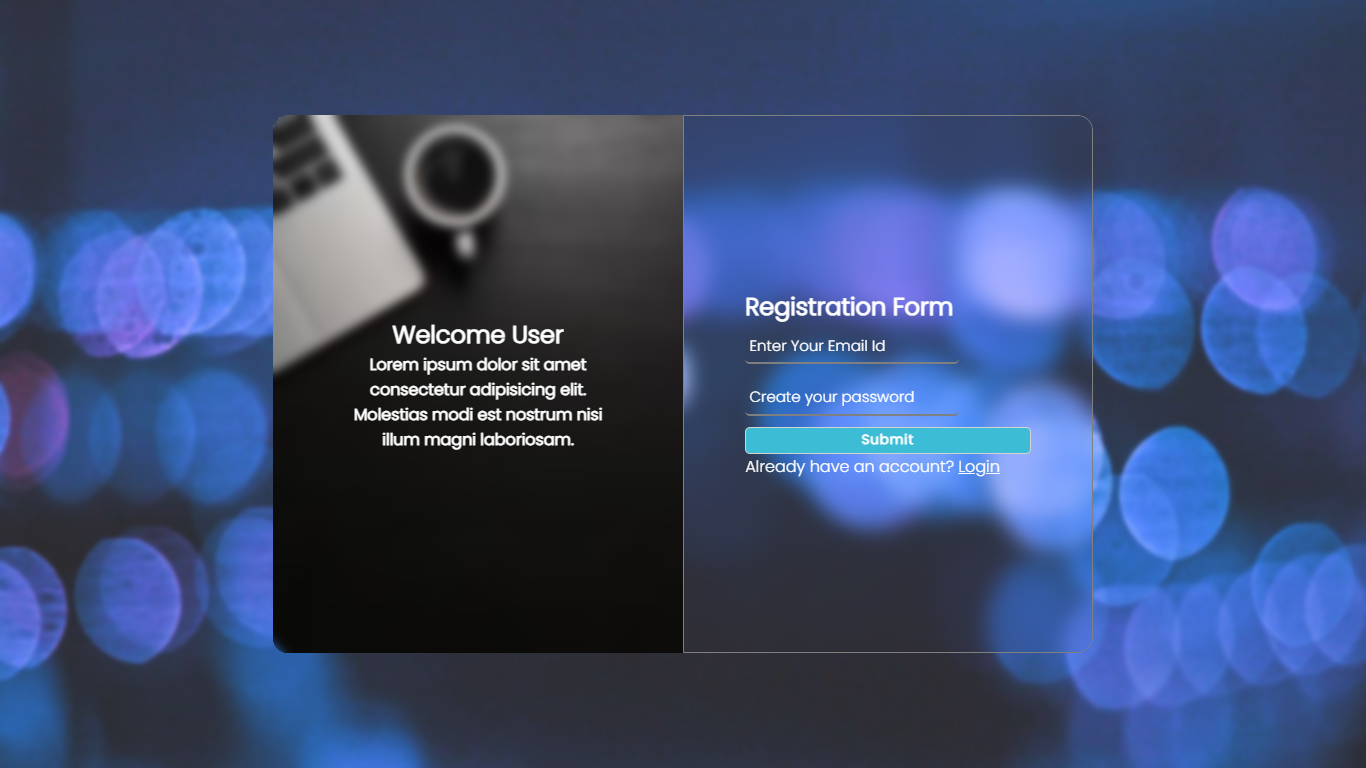 Welcome User
Lorem ipsum dolor sit amet
consectetur adipisicing elit.
Molestias modi est nostrum nisi
illum magni laboriosam.
Registration Form
Enter Your Email Id
Create your password
Submit
Already have an account? Login